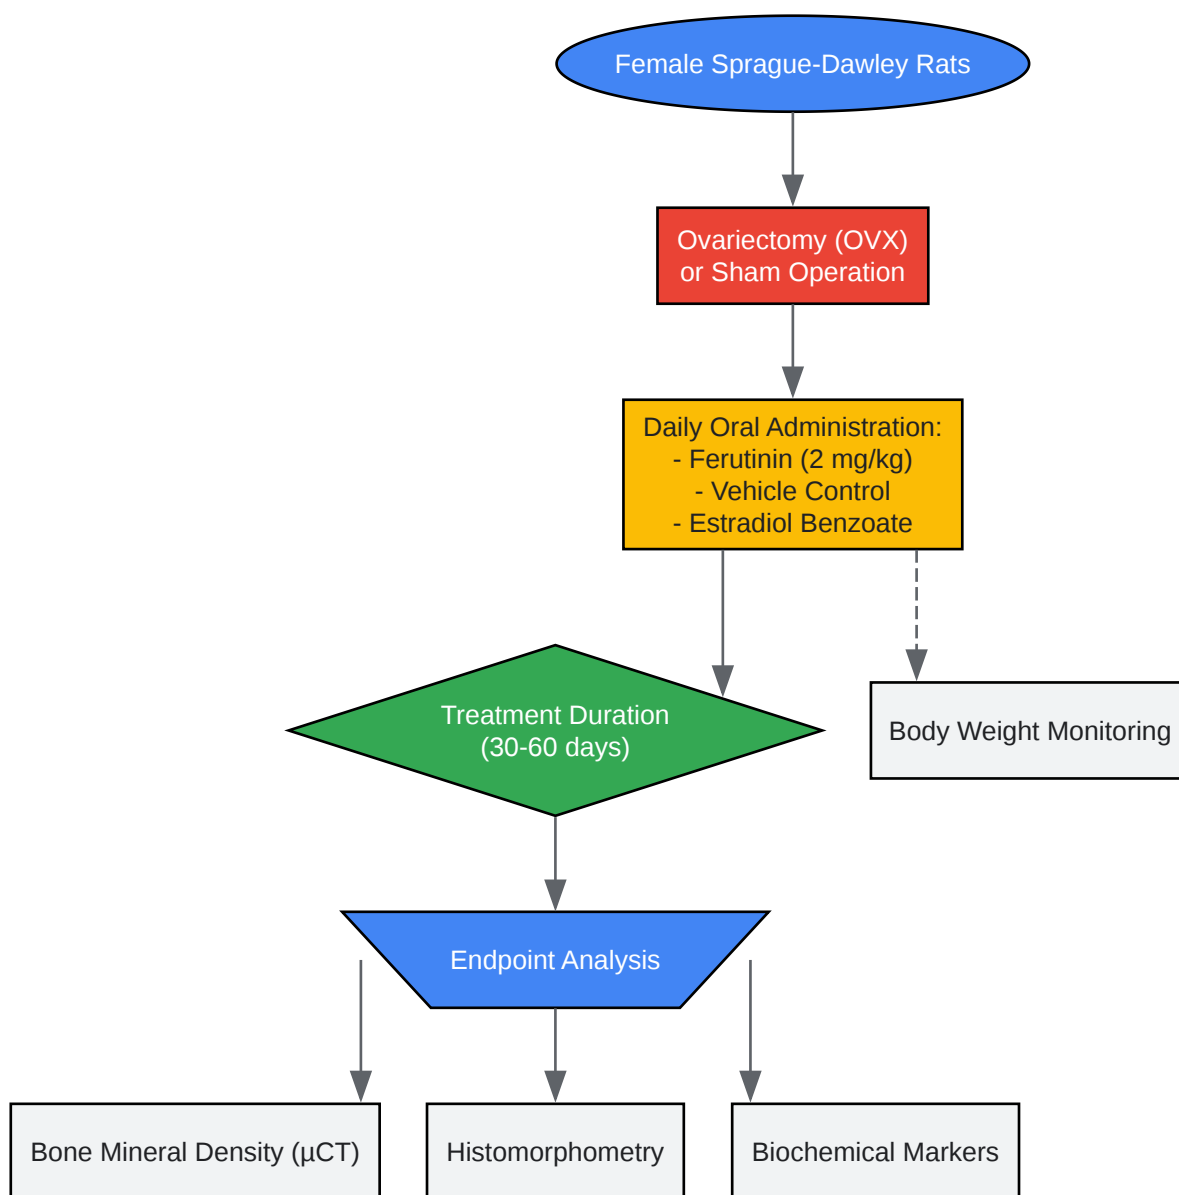 Female Sprague-Dawley Rats
Ovariectomy (OVX)
or Sham Operation
Daily Oral Administration:
- Ferutinin (2 mg/kg)
- Vehicle Control
- Estradiol Benzoate
Treatment Duration
(30-60 days)
Body Weight Monitoring
Endpoint Analysis
Bone Mineral Density (µCT)
Histomorphometry
Biochemical Markers